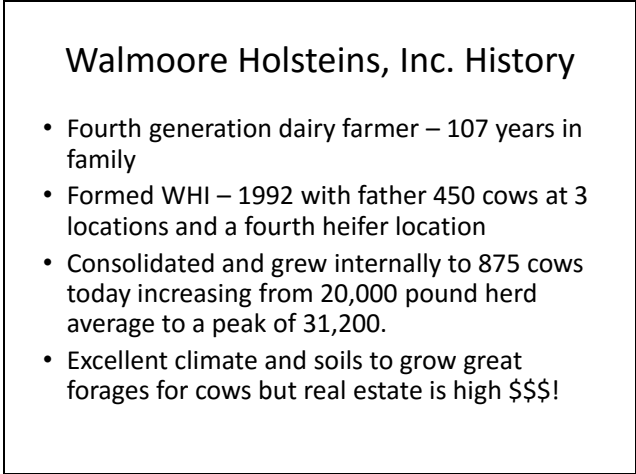 Walmoore Holsteins, Inc. History
• Fourth generation dairy farmer – 107 years in
family
• Formed WHI – 1992 with father 450 cows at 3
locations and a fourth heifer location
• Consolidated and grew internally to 875 cows
today increasing from 20,000 pound herd
average to a peak of 31,200.
• Excellent climate and soils to grow great
forages for cows but real estate is high $$$!